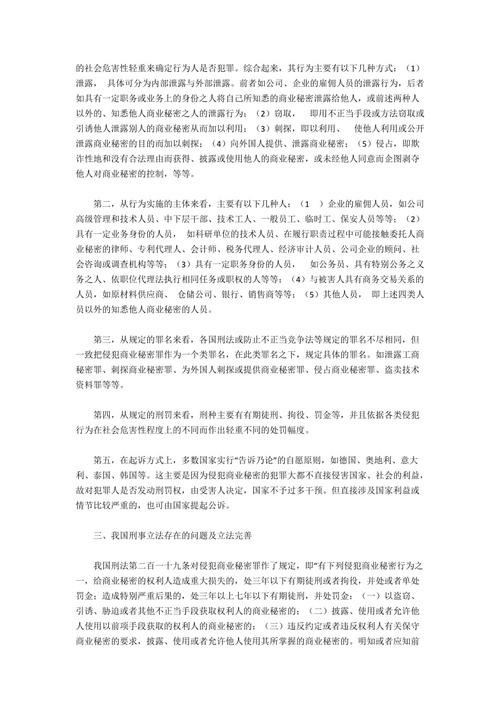 的社会危害性轻重来确定行为人是否犯罪。综合起来，其行为主要有以下几种方式：（1）
泄露， 具体可分为内部泄露与外部泄露。前者如公司、企业的雇佣人员的泄露行为，后者
如具有一定职务或业务上的身份之人将自己所知悉的商业秘密泄露给他人，或前述两种人
以外的、知悉他人商业秘密之人的泄露行为；（2）窃取， 即用不正当手段或方法窃取或
引诱他人泄露别人的商业秘密从而加以利用；（3）刺探，即以利用、 使他人利用或公开
泄露商业秘密的目的而加以刺探；（4）向外国人提供、泄露商业秘密；（5）侵占，即欺
诈性地和没有合法理由而获得、披露或使用他人的商业秘密，或未经他人同意而企图剥夺
他人对商业秘密的控制，等等。
第二，从行为实施的主体来看，主要有以下几种人：（1 ）企业的雇佣人员，如公司
高级管理和技术人员、中下层干部、技术工人、一般员工、临时工、保安人员等等；（2）
具有一定业务身份的人员， 如科研单位的技术人员、在履行职责过程中可能接触委托人商
业秘密的律师、专利代理人、会计师、税务代理人、经济审计人员、公司企业的顾问、社
会咨询或调查机构等等；（3）具有一定职务身份的人员， 如公务员、具有特别公务之义
务之人、依职位代理法执行相同任务或职权的人等等；（4）与被害人具有商务交易关系的
人员，如原材料供应商、 仓储公司、银行、销售商等等；（5）其他人员， 即上述四类人
员以外的知悉他人商业秘密的人员。
第三，从规定的罪名来看，各国刑法或防止不正当竞争法等规定的罪名不尽相同，但
一致把侵犯商业秘密罪作为一个类罪名，在此类罪名之下，规定具体的罪名。如泄露工商
秘密罪、刺探商业秘密罪、为外国人刺探或提供商业秘密罪、侵占商业秘密罪、盗卖技术
资料罪等等。
第四，从规定的刑罚来看，刑种主要有有期徒刑、拘役、罚金等，并且依据各类侵犯
行为在社会危害性程度上的不同而作出轻重不同的处罚幅度。
第五，在起诉方式上，多数国家实行“告诉乃论”的自愿原则，如德国、奥地利、意大
利、泰国、韩国等。这主要是因为侵犯商业秘密的犯罪大都不直接侵害国家、社会的利益，
故对犯罪人是否发动刑罚权，由受害人决定，国家不予过多干预。但直接涉及国家利益或
情节比较严重的，也可由国家提起公诉。
三、我国刑事立法存在的问题及立法完善
我国刑法第二百一十九条对侵犯商业秘密罪作了规定，即“有下列侵犯商业秘密行为之
一，给商业秘密的权利人造成重大损失的，处三年以下有期徒刑或者拘役，并处或者单处
罚金；造成特别严重后果的，处三年以上七年以下有期徒刑，并处罚金：（一）以盗窃、
引诱、胁迫或者其他不正当手段获取权利人的商业秘密的；（二）披露、使用或者允许他
人使用以前项手段获取的权利人的商业秘密的；（三）违反约定或者违反权利人有关保守
商业秘密的要求，披露、使用或者允许他人使用其所掌握的商业秘密的。明知或者应知前